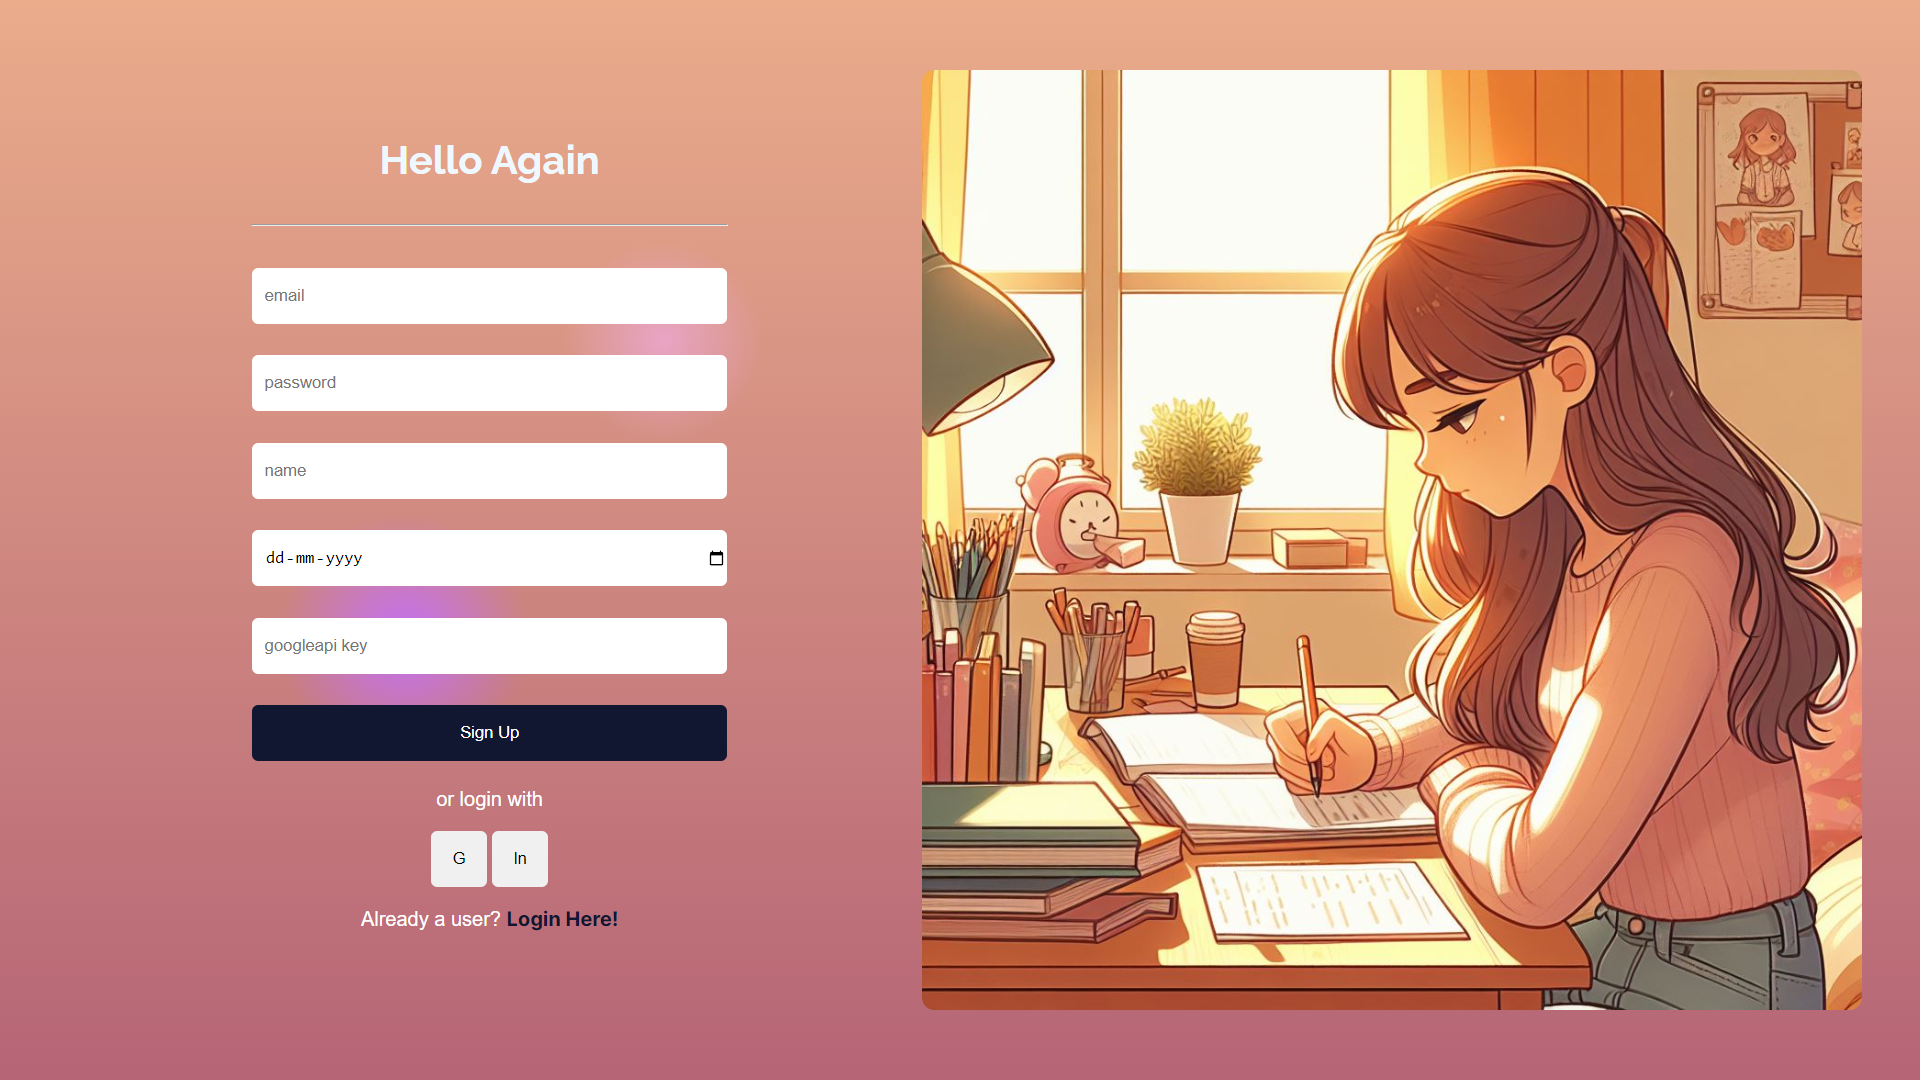 Hello Again
email
password
name
dd-mm-yyyy
googleapi key
Sign Up
or login with
G In
Already a user? Login Here!